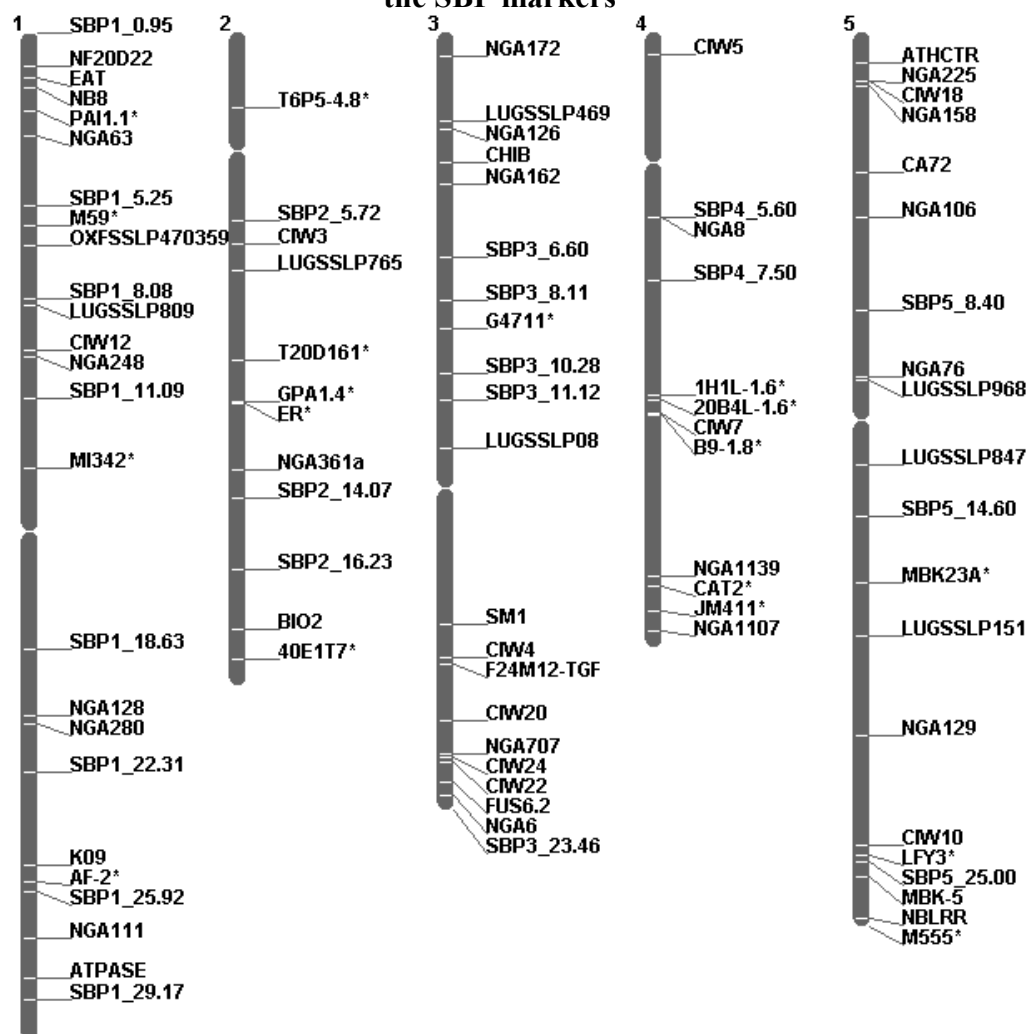 the SBP markers
1
SBP1_0.95
NF20D22
EAT
NB8
PAI1.1*
NGA63
SBP1_5.25
M59*
OXFSSLP470359
SBP1_8.08
LUGSSLP809
CIW12
NGA248
SBP1_11.09
MI342*
SBP1_18.63
NGA128
NGA280
SBP1_22.31
K09
AF-2*
SBP1_25.92
NGA111
ATPASE
SBP1_29.17
2
T6P5-4.8*
SBP2_5.72
CIW3
LUGSSLP765
T20D161*
GPA1.4*
ER*
NGA361a
SBP2_14.07
SBP2_16.23
BIO2
40E1T7*
3
NGA172
LUGSSLP469
NGA126
CHIB
NGA162
SBP3_6.60
SBP3_8.11
G4711*
SBP3_10.28
SBP3_11.12
LUGSSLP08
SM1
CIW4
F24M12-TGF
CIW20
NGA707
CIW24
CIW22
FUS6.2
NGA6
SBP3_23.46
4
CIW5
SBP4_5.60
NGA8
SBP4_7.50
1H1L-1.6*
20B4L-1.6*
CIW7
B9-1.8*
NGA1139
CAT2*
JM411*
NGA1107
5
ATHCTR
NGA225
CIW18
NGA158
CA72
NGA106
SBP5_8.40
NGA76
LUGSSLP968
LUGSSLP847
SBP5_14.60
MBK23A*
LUGSSLP151
NGA129
CIW10
LFY3*
SBP5_25.00
MBK-5
NBLRR
M555*